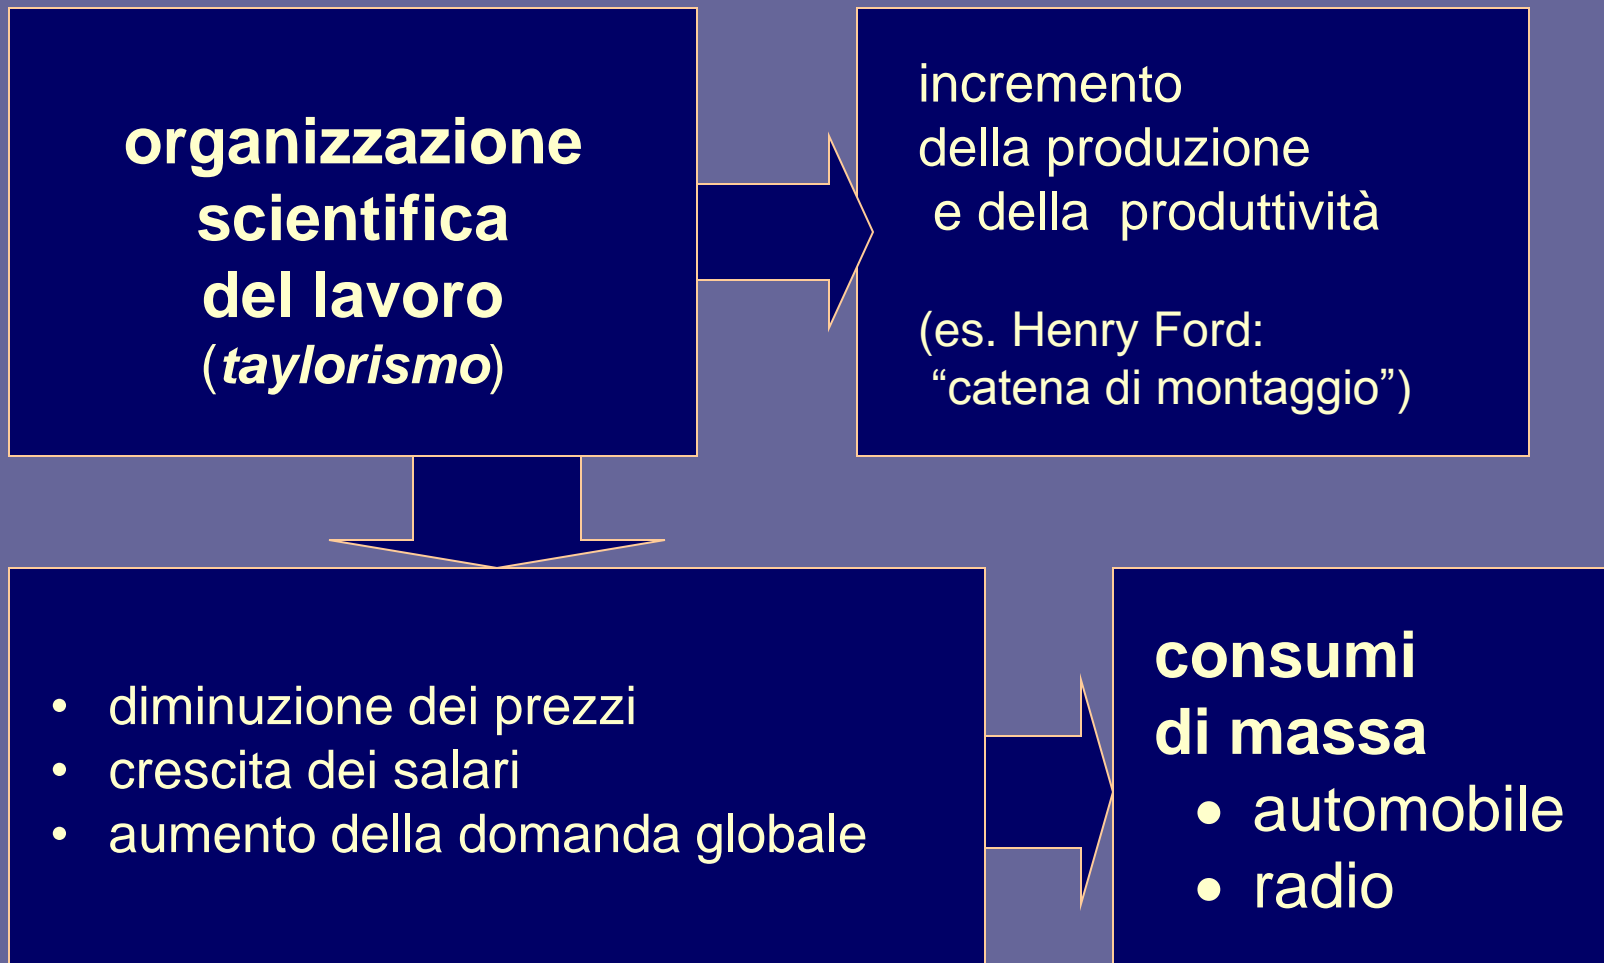 organizzazione
scientifica
del lavoro
(taylorismo)
incremento
della produzione
e della produttività
(es. Henry Ford:
“catena di montaggio”)
• diminuzione dei prezzi
• crescita dei salari
• aumento della domanda globale
consumi
di massa
• automobile
• radio